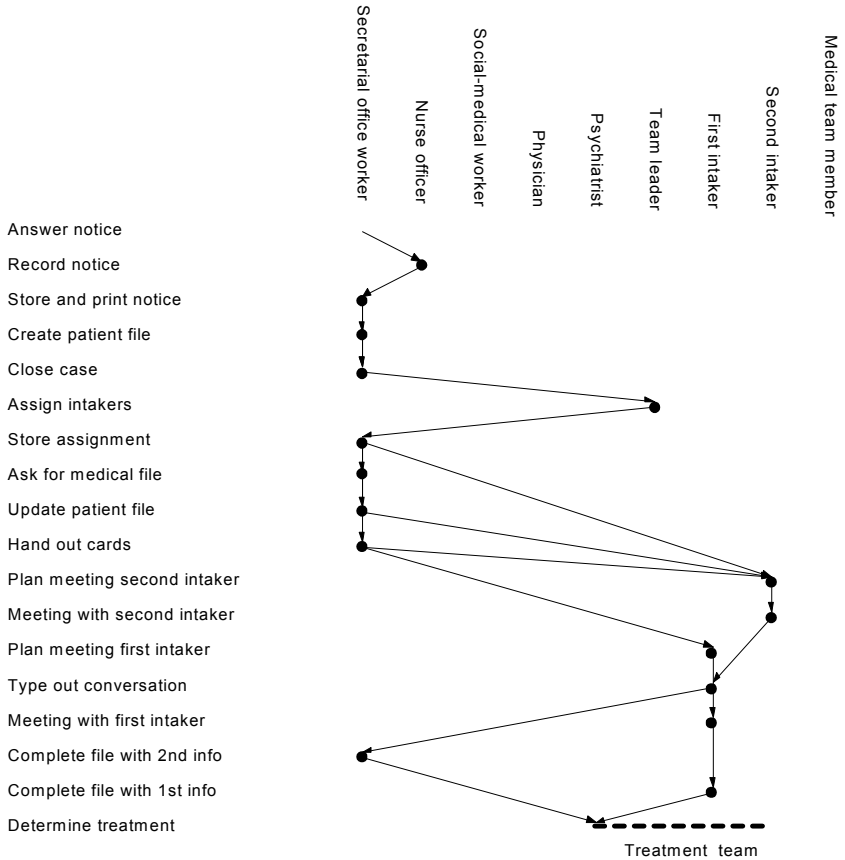 Secretarial office worker
Nurse officer
Social-medical worker
Physician
Psychiatrist
Team leader
First intaker
Second intaker
Medical team member
Answer notice
Record notice
Store and print notice
Create patient file
Close case
Assign intakers
Store assignment
Ask for medical file
Update patient file
Hand out cards
Plan meeting second intaker
Meeting with second intaker
Plan meeting first intaker
Type out conversation
Meeting with first intaker
Complete file with 2nd info
Complete file with 1st info
Determine treatment
Treatment team